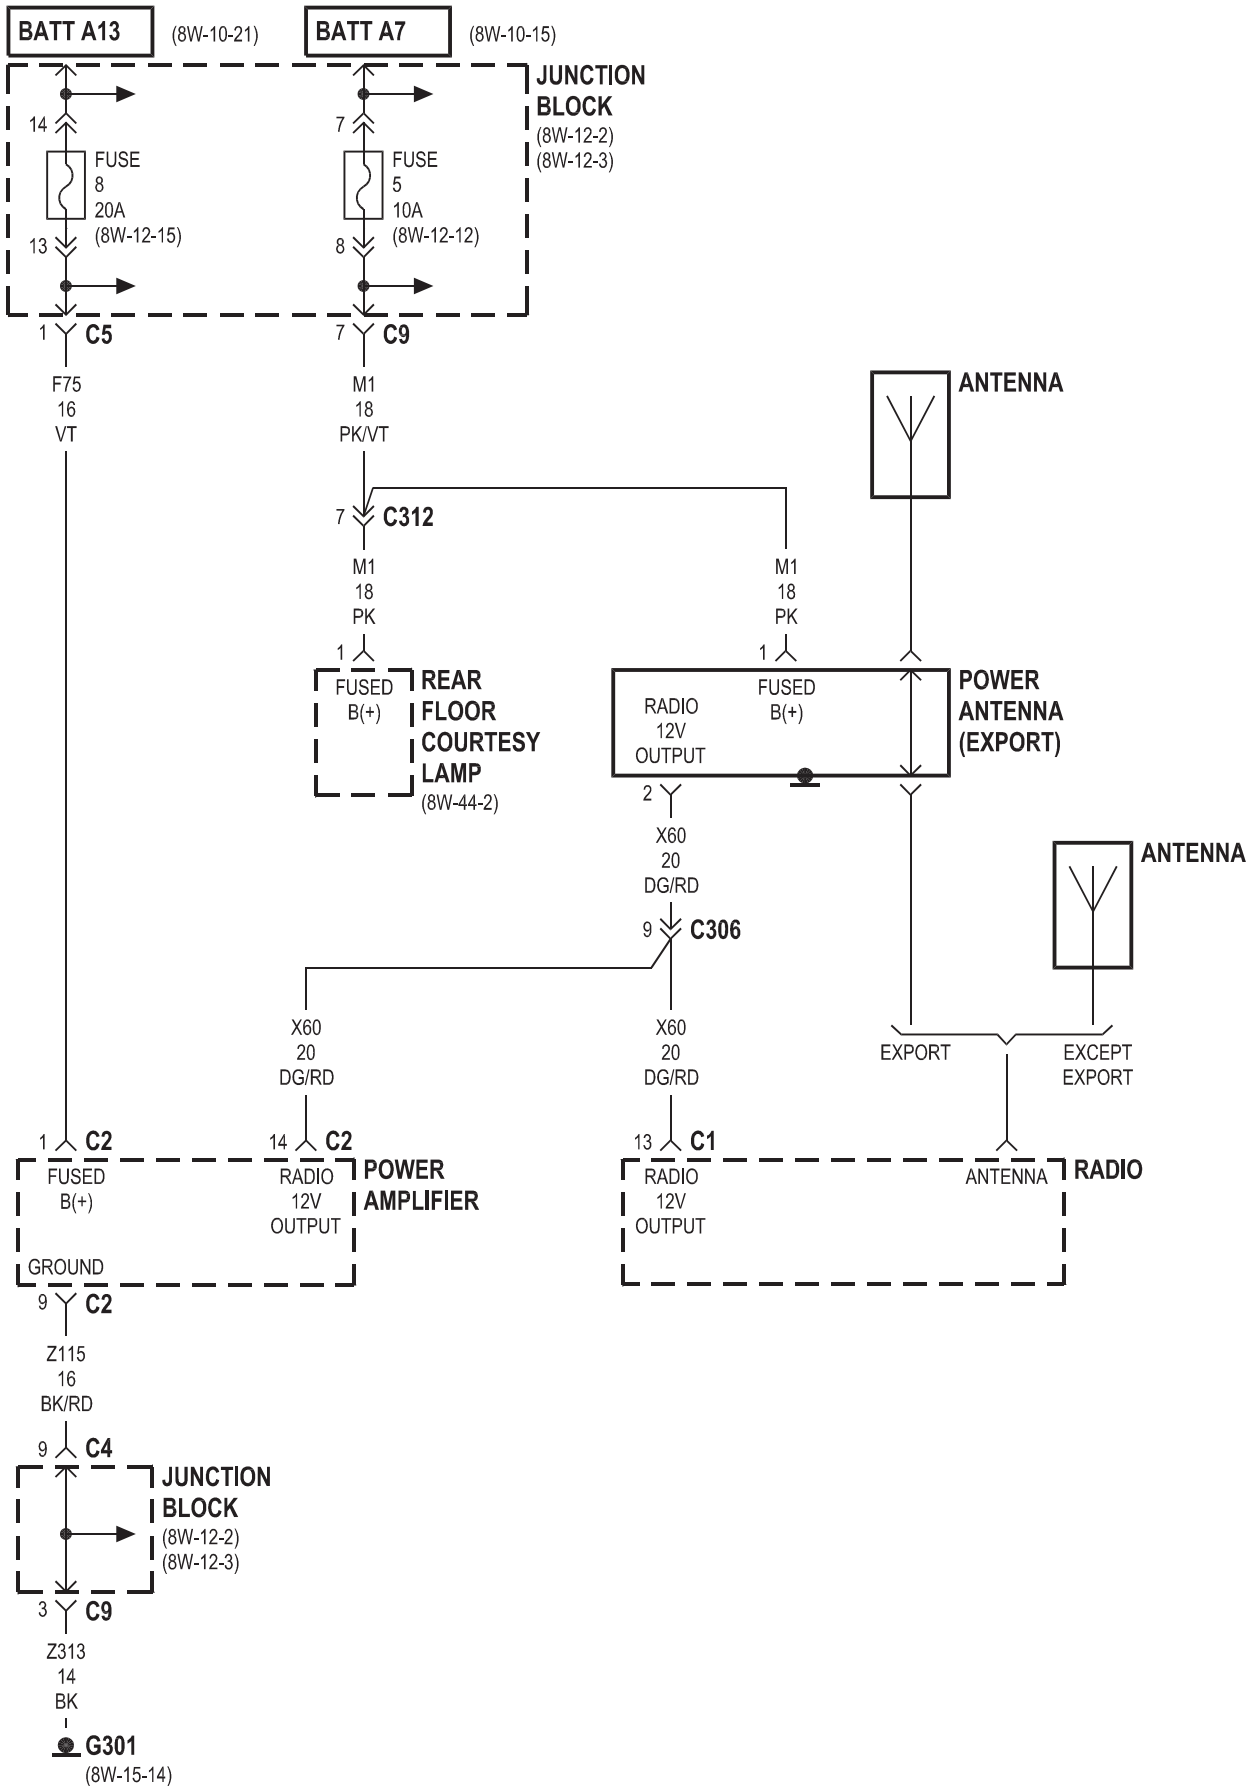 BATT A13
(8W-10-21)
BATT A7
(8W-10-15)
JUNCTION
BLOCK
(8W-12-2)
(8W-12-3)
14
FUSE
8
20A
(8W-12-15)
13
7
FUSE
5
10A
(8W-12-12)
8
1
C5
7
C9
F75
16
VT
M1
18
PK/VT
ANTENNA
7
C312
M1
18
PK
M1
18
PK
1
FUSED
B(+)
REAR
FLOOR
COURTESY
LAMP
(8W-44-2)
1
FUSED
B(+)
RADIO
12V
OUTPUT
POWER
ANTENNA
(EXPORT)
2
X60
20
DG/RD
ANTENNA
9
C306
X60
20
DG/RD
X60
20
DG/RD
EXPORT
EXCEPT
EXPORT
1
C2
14
C2
13
C1
FUSED
B(+)
RADIO
12V
OUTPUT
POWER
AMPLIFIER
GROUND
RADIO
12V
OUTPUT
ANTENNA
RADIO
9
C2
Z115
16
BK/RD
9
C4
JUNCTION
BLOCK
(8W-12-2)
(8W-12-3)
3
C9
Z313
14
BK
G301
(8W-15-14)